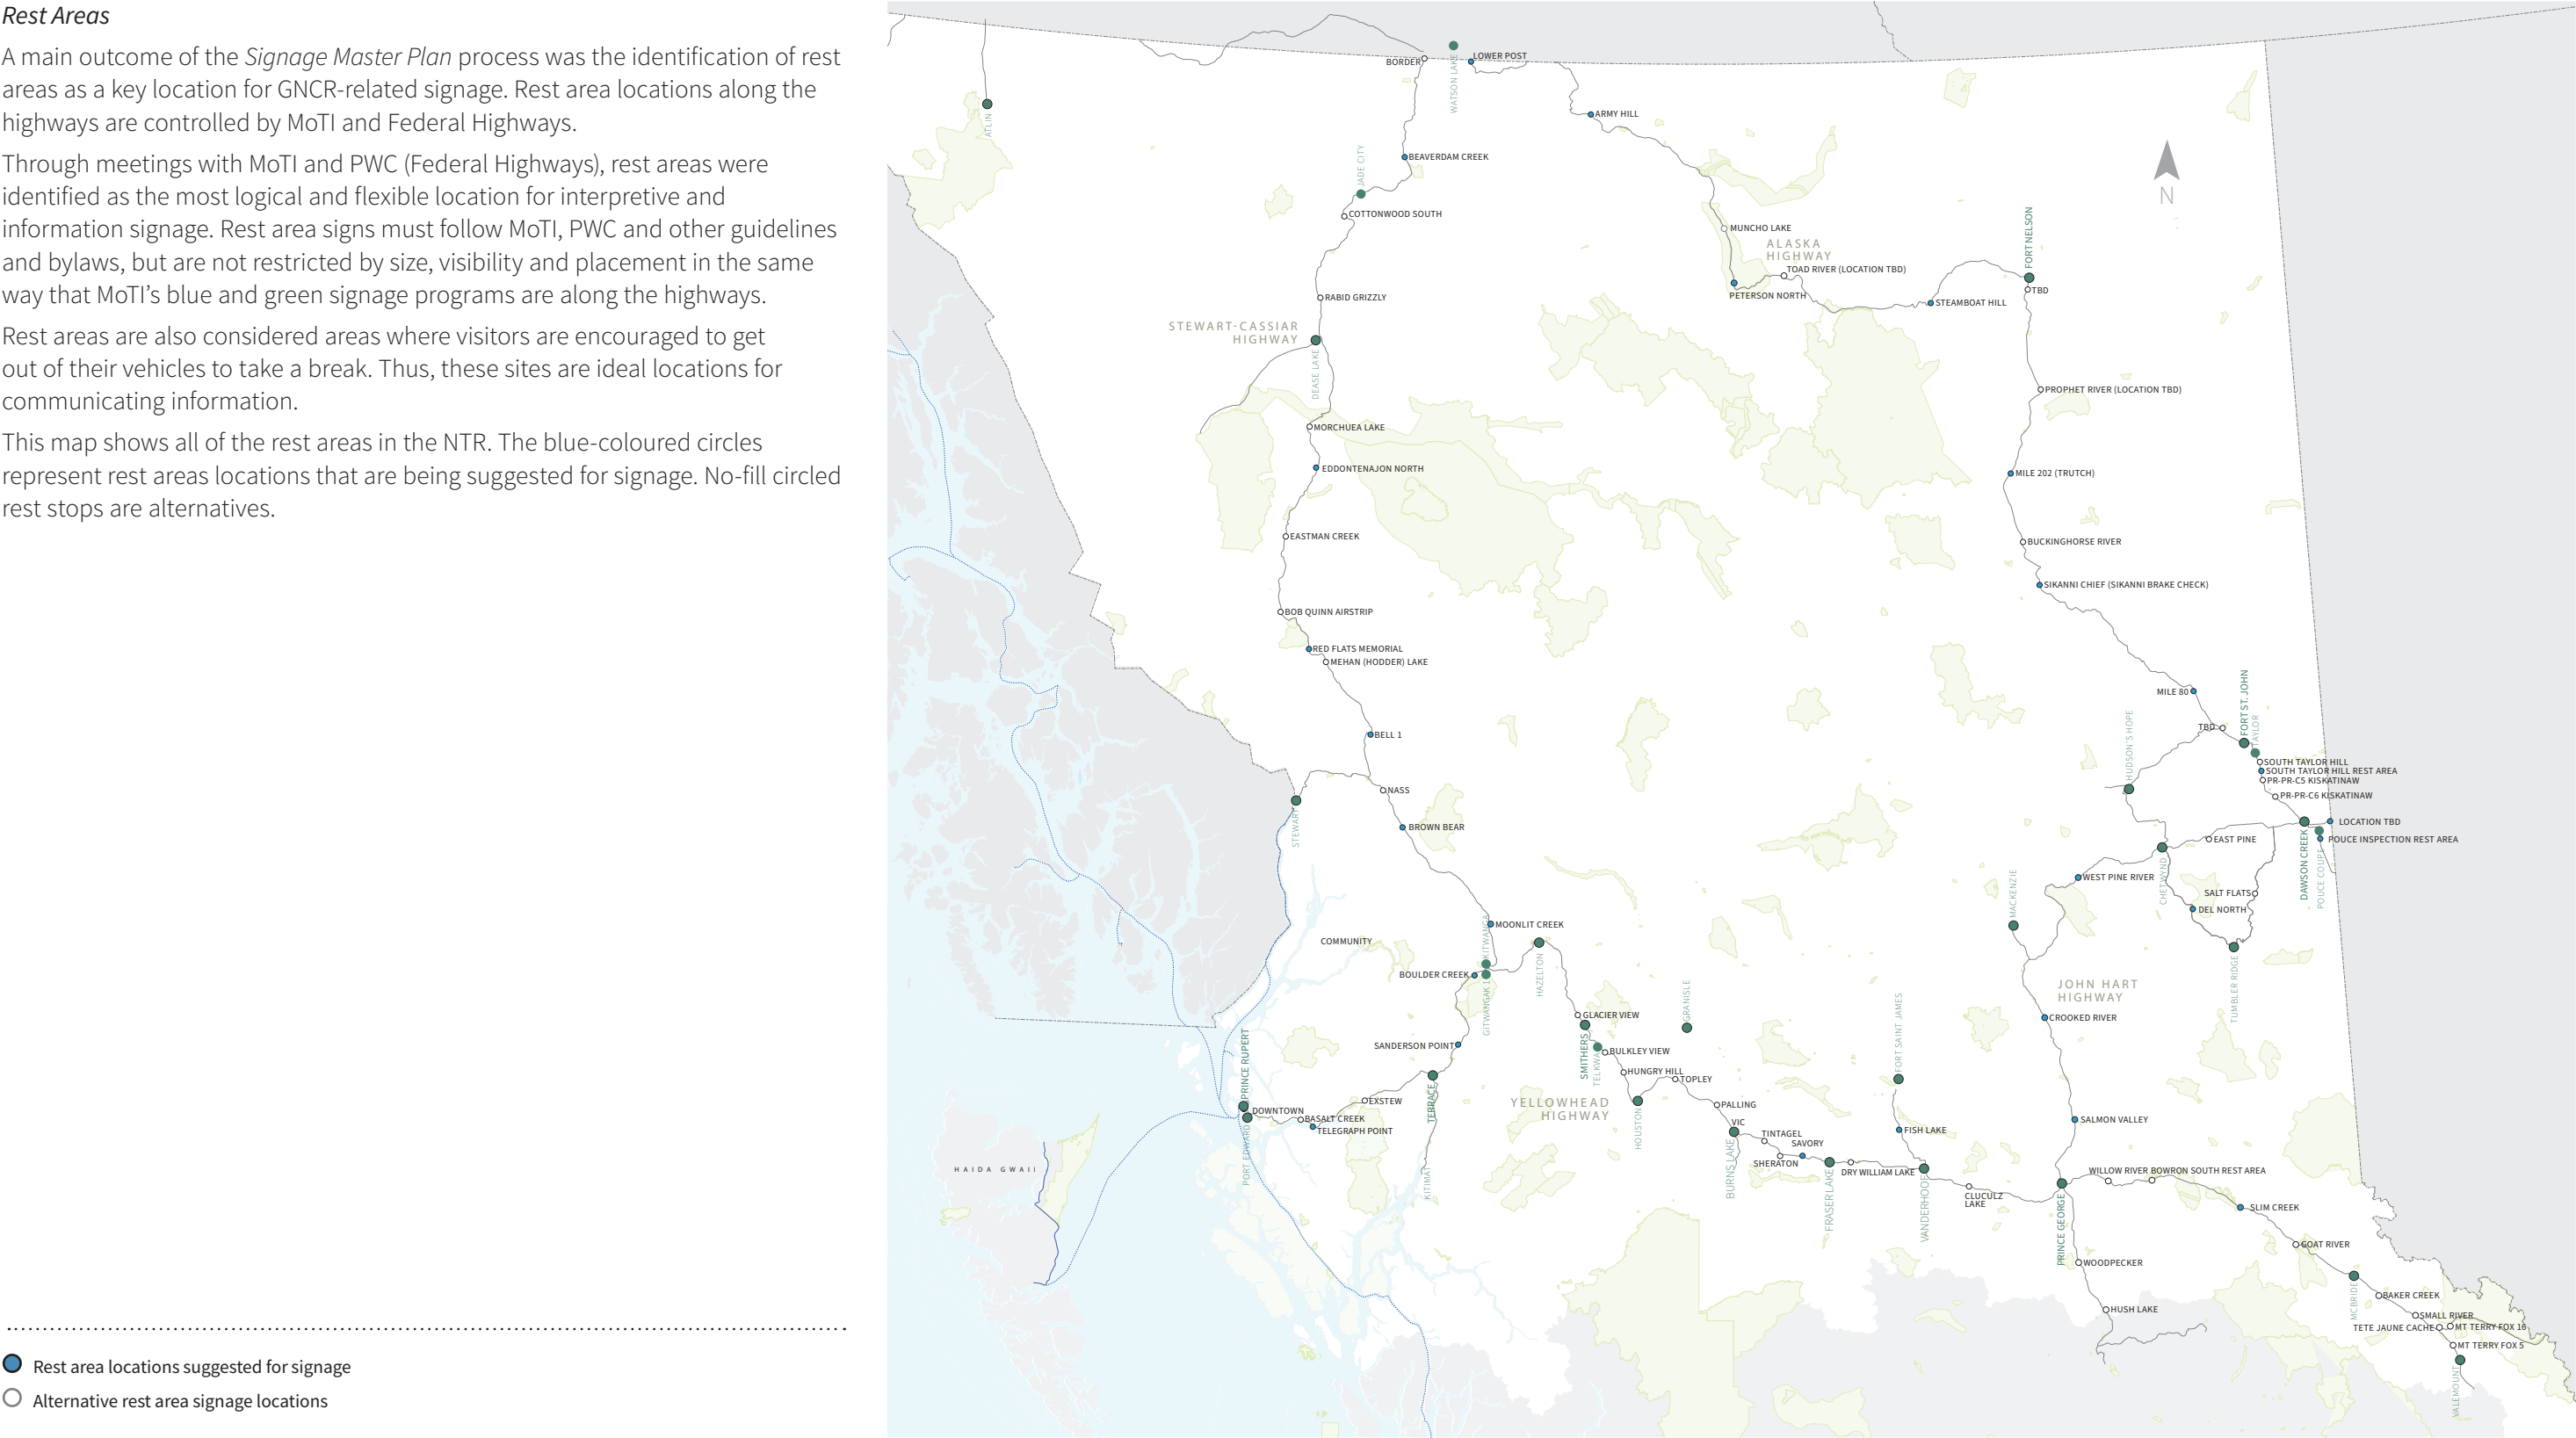 Rest Areas
A main outcome of the Signage Master Plan process was the identification of rest
areas as a key location for GNCR-related signage. Rest area locations along the
highways are controlled by MoTI and Federal Highways.
Through meetings with MoTI and PWC (Federal Highways), rest areas were
identified as the most logical and flexible location for interpretive and
information signage. Rest area signs must follow MoTI, PWC and other guidelines
and bylaws, but are not restricted by size, visibility and placement in the same
way that MoTI’s blue and green signage programs are along the highways.
Rest areas are also considered areas where visitors are encouraged to get
out of their vehicles to take a break. Thus, these sites are ideal locations for
communicating information.
This map shows all of the rest areas in the NTR. The blue-coloured circles
represent rest areas locations that are being suggested for signage. No-fill circled
rest stops are alternatives.
Rest area locations suggested for signage
Alternative rest area signage locations
BORDER
WATSON LAKE
LOWER POST
ATLIN
ARMY HILL
BEAVERDAM CREEK
JADE CITY
COTTONWOOD SOUTH
N
MUNCHO LAKE
ALASKA
HIGHWAY
TOAD RIVER (LOCATION TBD)
PETERSON NORTH
STEAMBOAT HILL
FORT NELSON
TBD
RABID GRIZZLY
STEWART-CASSIAR
HIGHWAY
DEASE LAKE
PROPHET RIVER (LOCATION TBD)
MORCHUEA LAKE
EDDONTENAJON NORTH
MILE 202 (TRUTCH)
EASTMAN CREEK
BUCKINGHORSE RIVER
SIKANNI CHIEF (SIKANNI BRAKE CHECK)
BOB QUINN AIRSTRIP
RED FLATS MEMORIAL
MEHAN (HODDER) LAKE
MILE 80
TBD
FORT ST. JOHN
TAYLOR
BELL 1
HUDSON'S HOPE
SOUTH TAYLOR HILL
SOUTH TAYLOR HILL REST AREA
PR-PR-C5 KISKATINAW
PR-PR-C6 KISKATINAW
NASS
STEWART
BROWN BEAR
LOCATION TBD
EAST PINE
POUCE INSPECTION REST AREA
DAWSON CREEK
POUCE COUPE
CHETWYND
WEST PINE RIVER
SALT FLATS
DEL NORTH
MACKENZIE
MOONLIT CREEK
KITWANGA
COMMUNITY
HAZELTON
BOULDER CREEK
GITWANGAK 1
TUMBLER RIDGE
JOHN HART
HIGHWAY
GRANISLE
FORT SAINT JAMES
GLACIER VIEW
CROOKED RIVER
SMITHERS
TELKWA
SANDERSON POINT
BULKLEY VIEW
HUNGRY HILL
TOPLEY
PRINCE RUPERT
TERRACE
EXSTEW
YELLOWHEAD
HIGHWAY
HOUSTON
PALLING
DOWNTOWN
BASALT CREEK
TELEGRAPH POINT
PORT EDWARD
VIC
BURNS LAKE
TINTAGEL
SAVORY
SHERATON
FISH LAKE
SALMON VALLEY
FRASER LAKE
DRY WILLIAM LAKE
VANDERHOOF
HAIDA GWAII
KITIMAT
CLUCULZ
LAKE
WILLOW RIVER
BOWRON SOUTH REST AREA
PRINCE GEORGE
SLIM CREEK
GOAT RIVER
WOODPECKER
MCBRIDE
BAKER CREEK
HUSH LAKE
SMALL RIVER
TETE JAUNE CACHE
MT TERRY FOX 16
MT TERRY FOX 5
VALEMOUNT